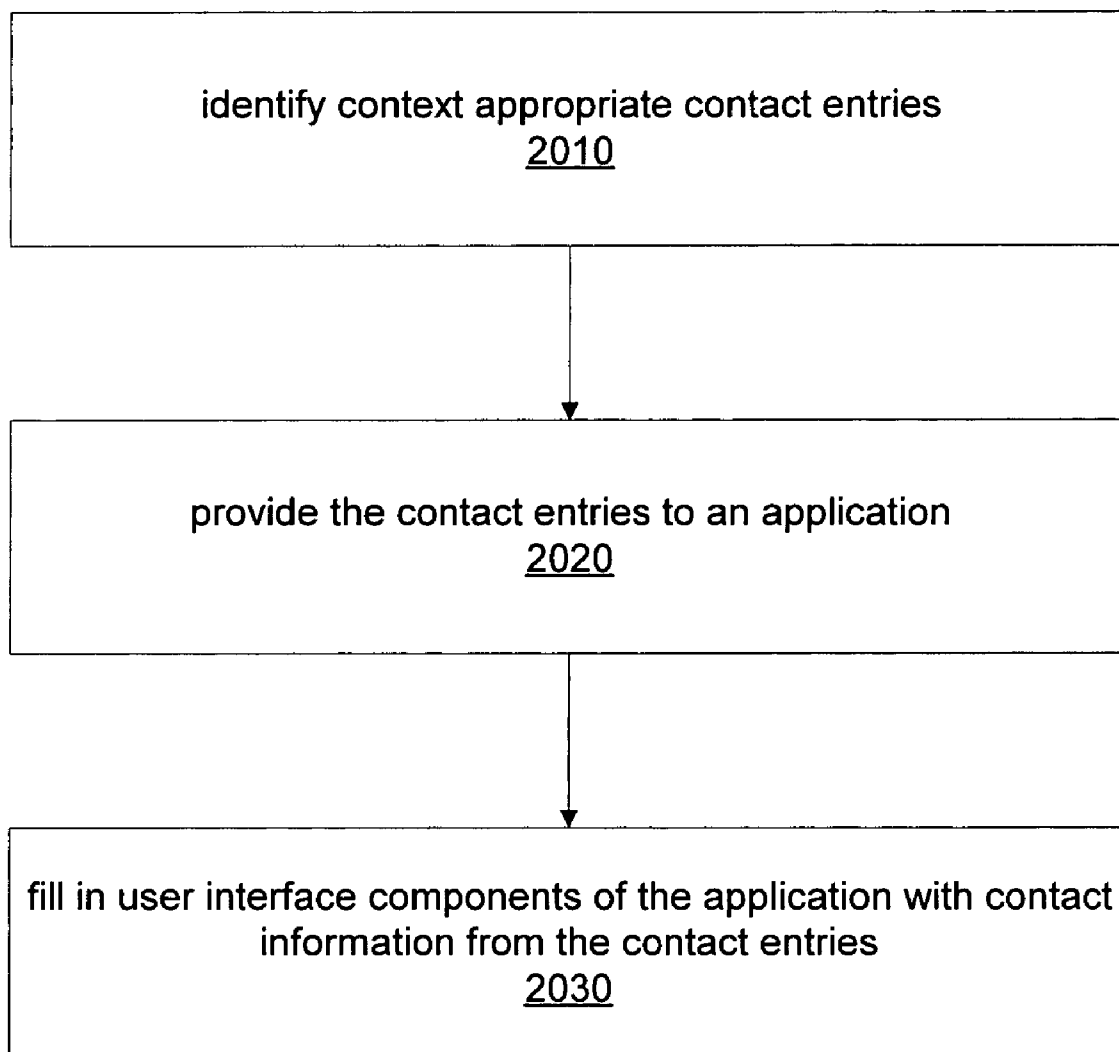 identify context appropriate contact entries
2010
provide the contact entries to an application
2020
fill in user interface components of the application with contact
information from the contact entries
2030